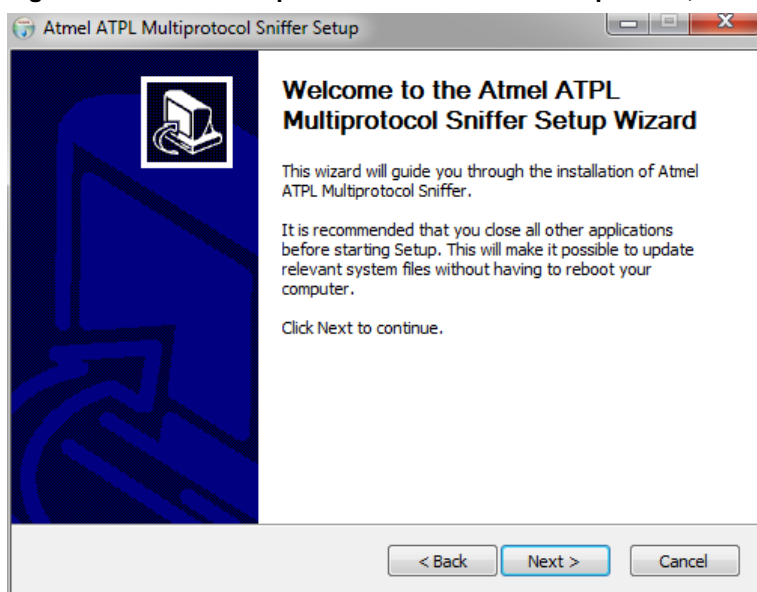 Atmel ATPL Multiprotocol Sniffer Setup
Welcome to the Atmel ATPL
Multiprotocol Sniffer Setup Wizard
This wizard will guide you through the installation of Atmel
ATPL Multiprotocol Sniffer.
It is recommended that you close all other applications
before starting Setup. This will make it possible to update
relevant system files without having to reboot your
computer.
Click Next to continue.
< Back Next > Cancel